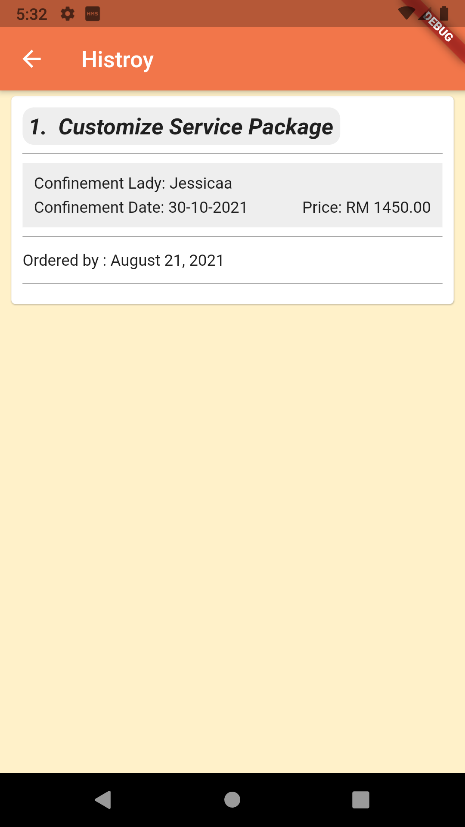 5:32
DEBUG
Histroy
1. Customize Service Package
Confinement Lady: Jessicaa
Confinement Date: 30-10-2021 Price: RM 1450.00
Ordered by : August 21, 2021